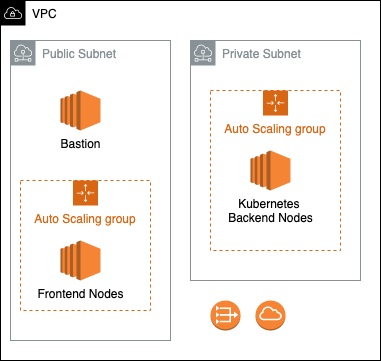 VPC
Public Subnet
Bastion
Auto Scaling group
Frontend Nodes
Private Subnet
Auto Scaling group
Kubernetes
Backend Nodes